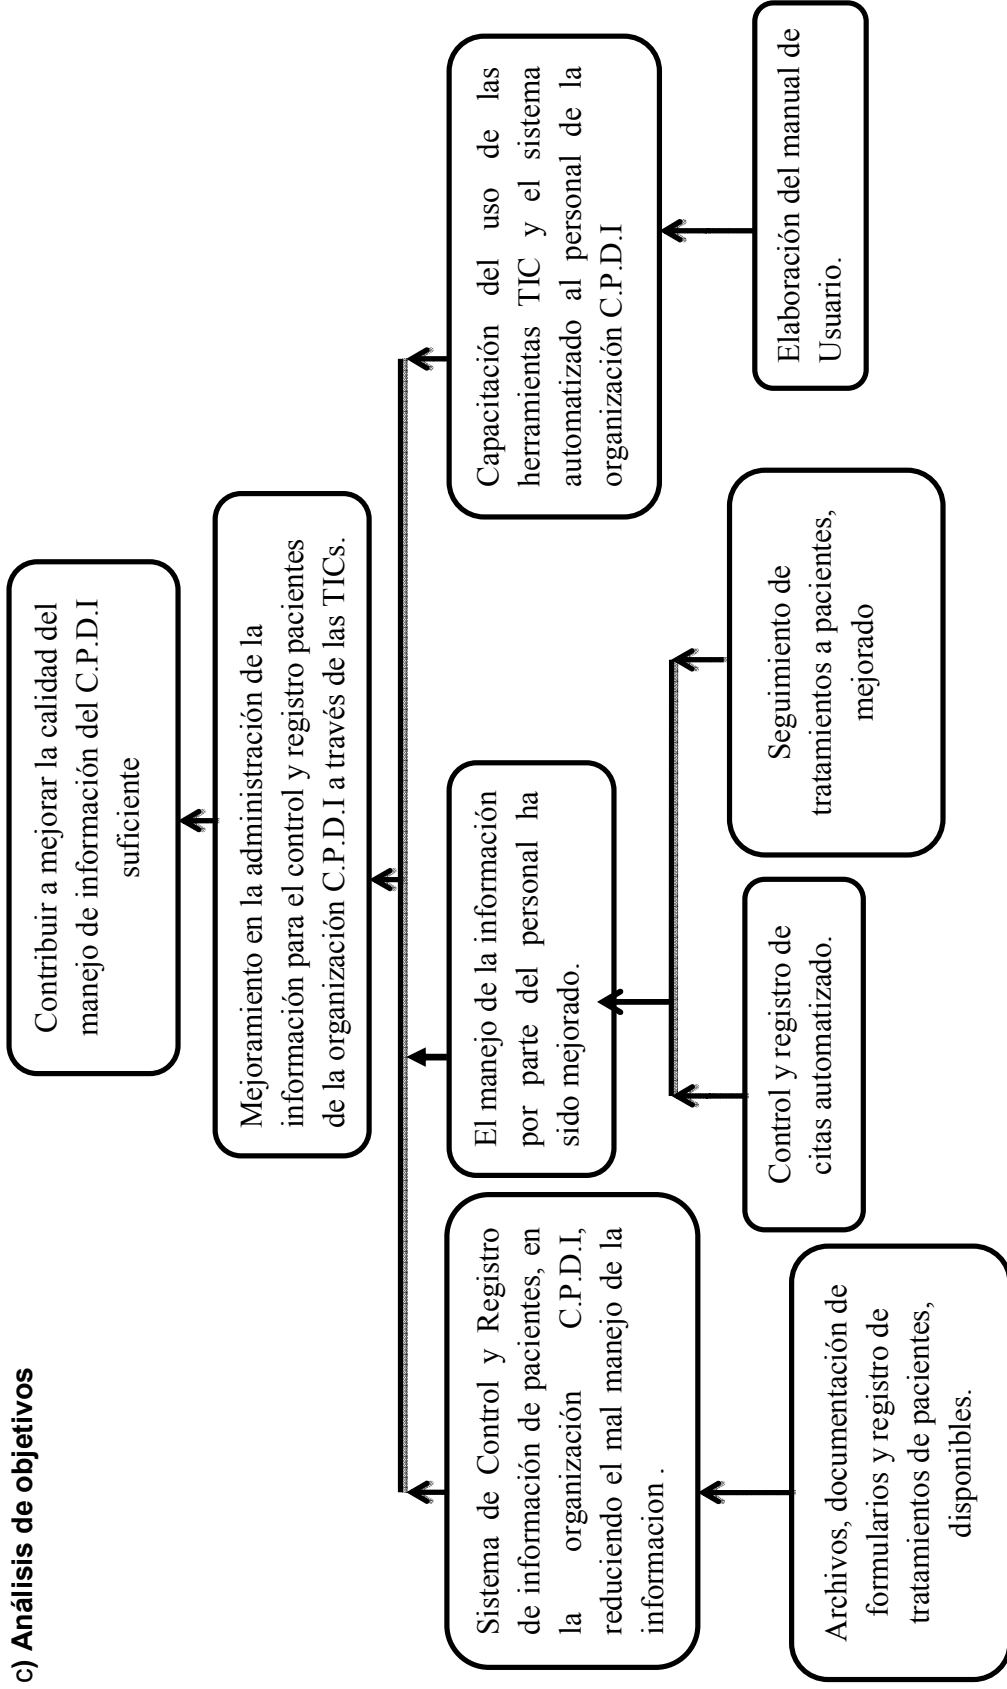 c) Análisis de objetivos
Contribuir a mejorar la calidad del
manejo de información del C.P.D.I
suficiente
Mejoramiento en la administración de la
información para el control y registro pacientes
de la organización C.P.D.I a través de las TICs.
Sistema de Control y Registro
de información de pacientes, en
la organización C.P.D.I,
reduciendo el mal manejo de la
informacion .
El manejo de la información
por parte del personal ha
sido mejorado.
Capacitación del uso de las
herramientas TIC y el sistema
automatizado al personal de la
organización C.P.D.I
Archivos, documentación de
formularios y registro de
tratamientos de pacientes,
disponibles.
Control y registro de
citas automatizado.
Seguimiento de
tratamientos a pacientes,
mejorado
Elaboración del manual de
Usuario.